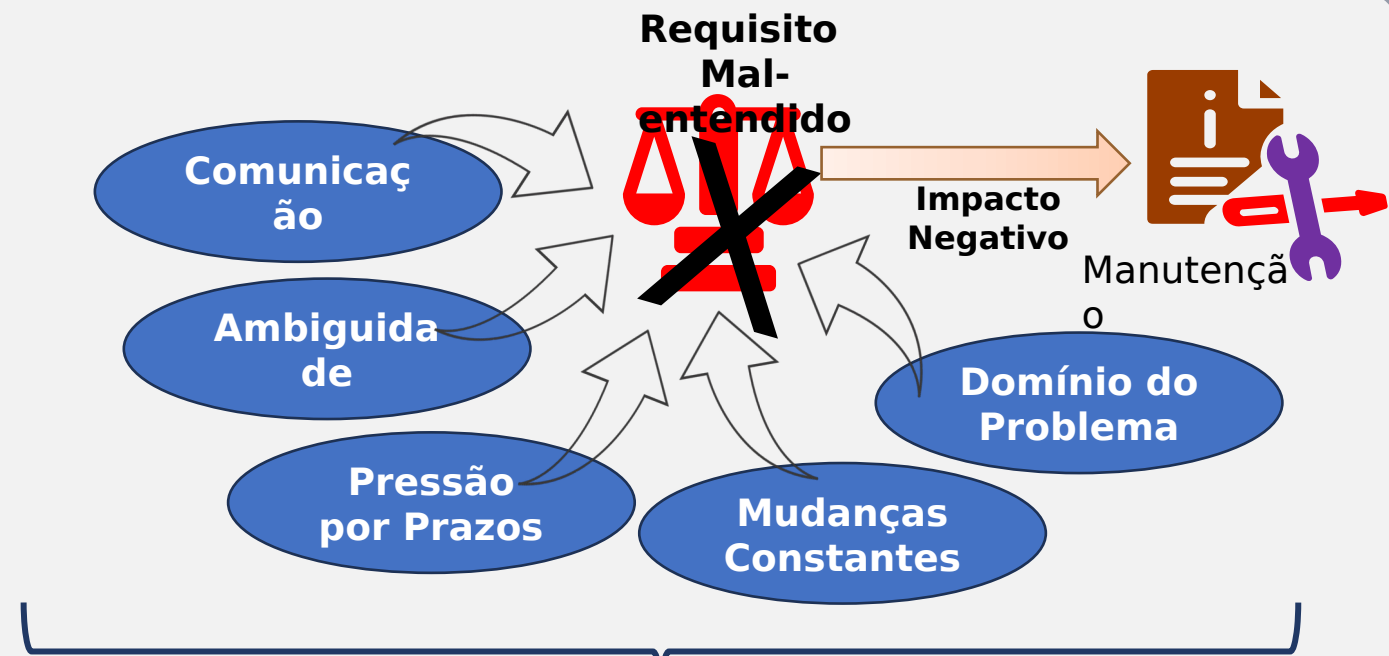 Requisito
Mal-
entendido
Comunicaç
ão
Impacto
Negativo
Manutençã
o
Ambiguida
de
Domínio do
Problema
Pressão
por Prazos
Mudanças
Constantes